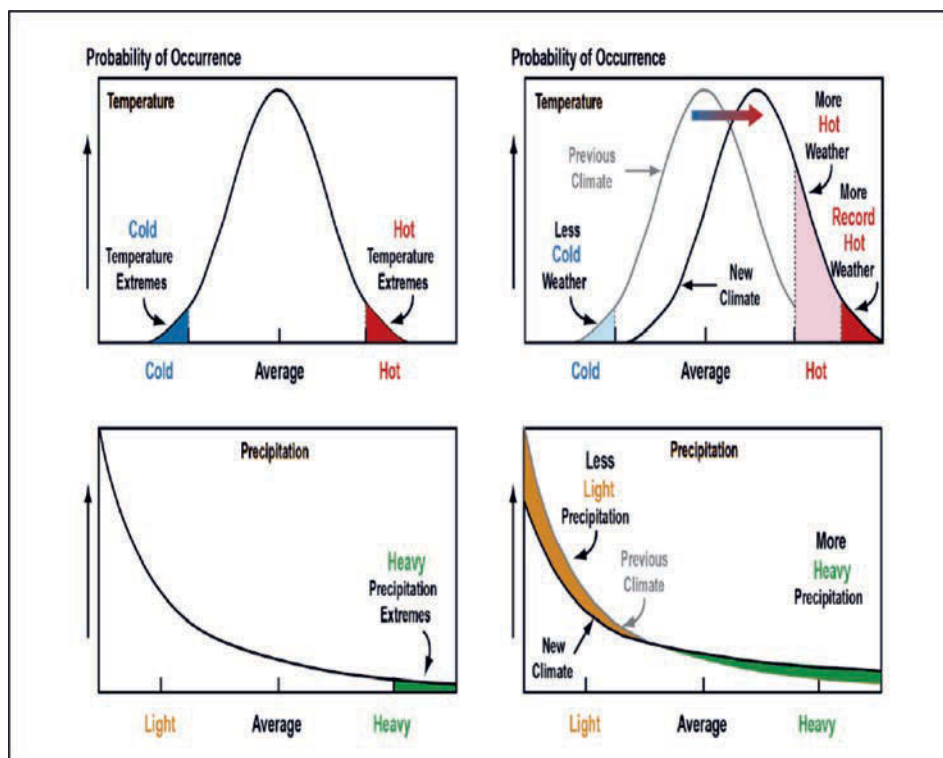 Probability of Occurrence
Temperature
Cold
Temperature
Extremes
Hot
Temperature
Extremes
Cold
Average
Hot
Probability of Occurrence
Temperature
Previous
Climate
More
Hot
Weather
More
Record
Hot
Weather
Less
Cold
Weather
New
Climate
Cold
Average
Hot
Precipitation
Heavy
Precipitation
Extremes
Light
Average
Heavy
Precipitation
Less
Light
Precipitation
Previous
Climate
More
Heavy
Precipitation
New
Climate
Light
Average
Heavy